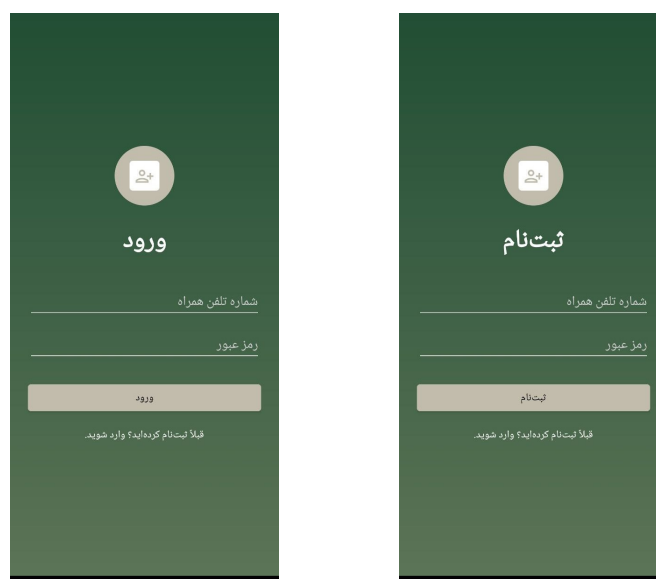 ورود
شماره تلفن همراه
رمز عبور
ورود
قبلاً ثبت‌نام کرده‌اید؟ وارد شوید.
ثبت‌نام
شماره تلفن همراه
رمز عبور
ثبت‌نام
قبلاً ثبت‌نام کرده‌اید؟ وارد شوید.